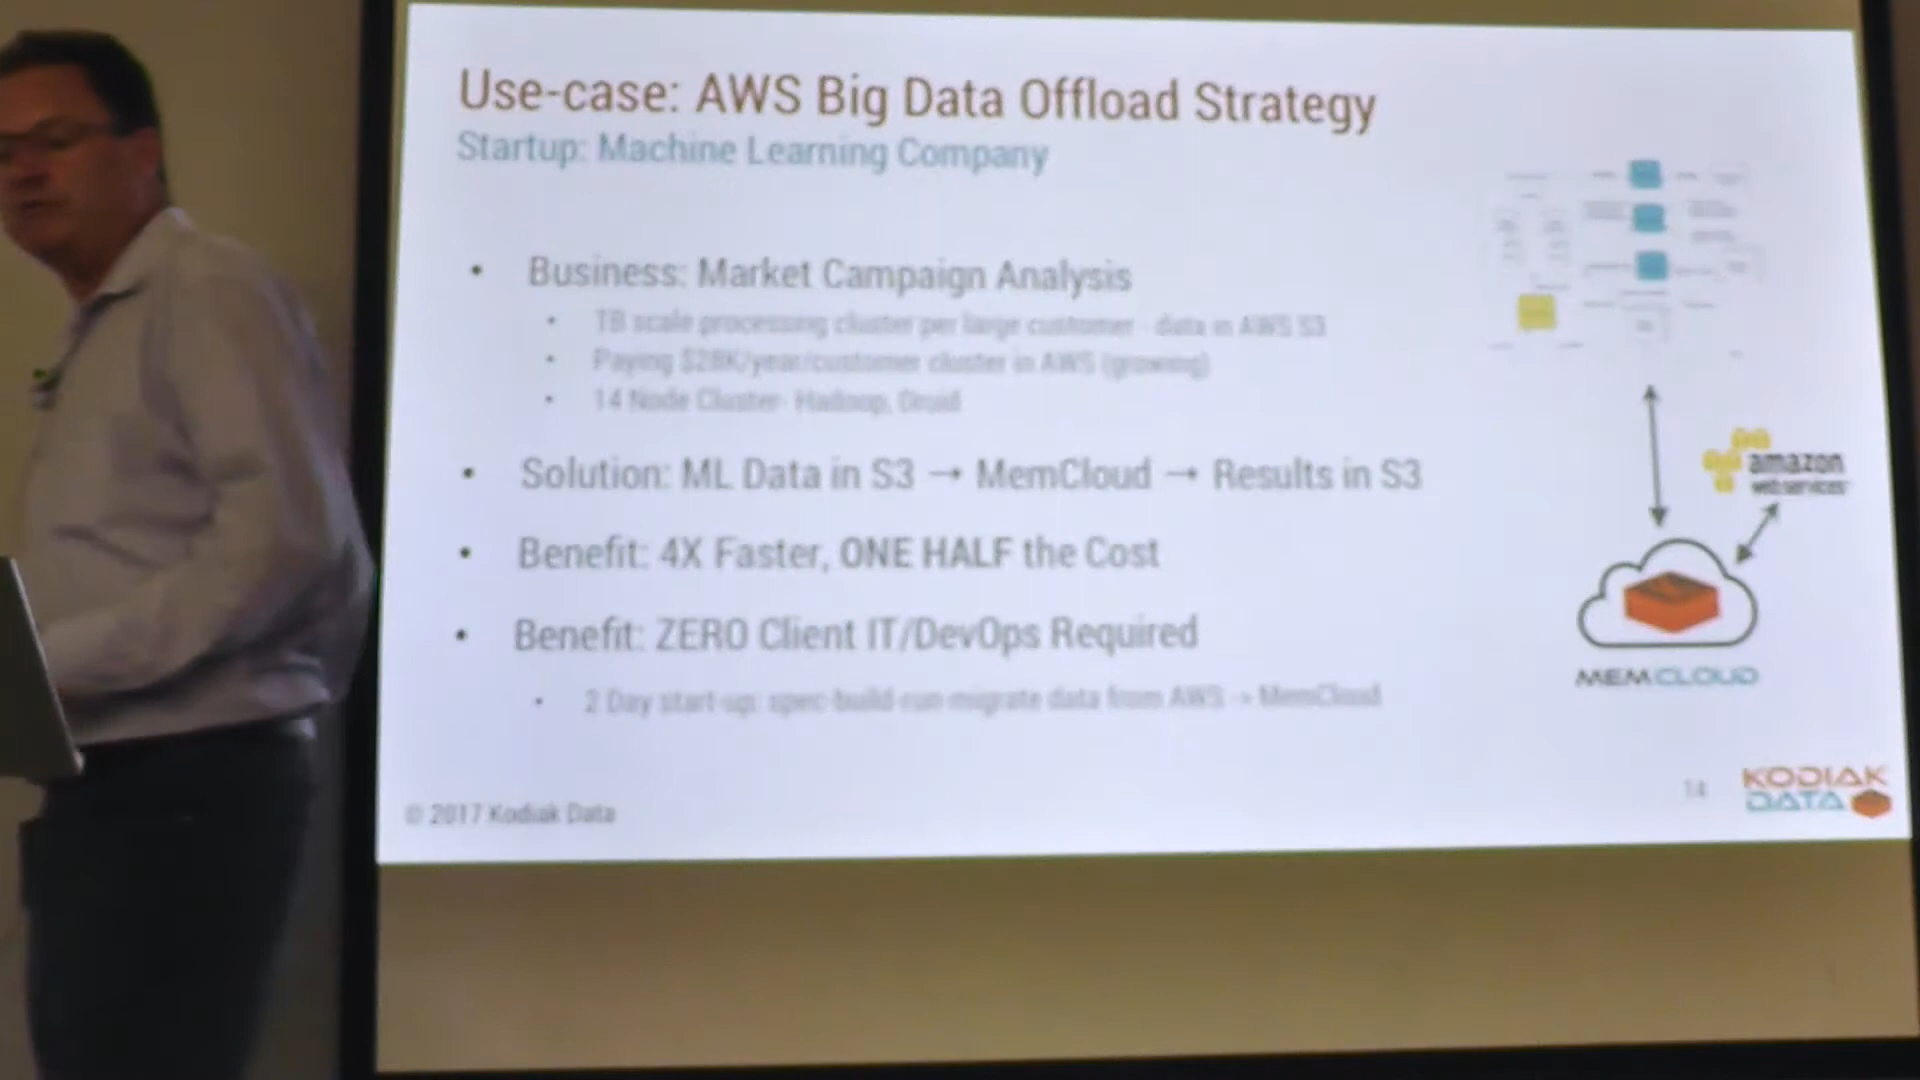 Use-case: AWS Big Data Offload Strategy
Startup: Machine Learning Company
• Business: Market Campaign Analysis
• TB scale processing cluster per large customer - data in AWS S3
• Paying $28K/year/customer cluster in AWS (growing)
• 14 Node Cluster- Hadoop, Druid
• Solution: ML Data in S3 → MemCloud → Results in S3
• Benefit: 4X Faster, ONE HALF the Cost
• Benefit: ZERO Client IT/DevOps Required
• 2 Day start-up: spec-build-run-migrate data from AWS → MemCloud
amazon
webservices
MEMCLOUD
© 2017 Kodiak Data
14
KODIAK
DATA